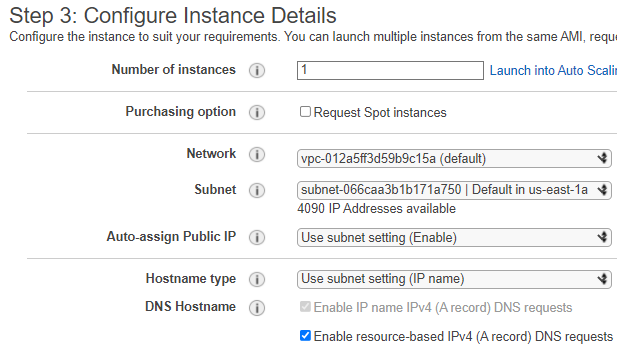 Step 3: Configure Instance Details
Configure the instance to suit your requirements. You can launch multiple instances from the same AMI, reque
Number of instances i 1 Launch into Auto Scalin
Purchasing option i Request Spot instances
Network i vpc-012a5ff3d59b9c15a (default)
Subnet i subnet-066caa3b1b171a750 | Default in us-east-1a
4090 IP Addresses available
Auto-assign Public IP i Use subnet setting (Enable)
Hostname type i Use subnet setting (IP name)
DNS Hostname i Enable IP name IPv4 (A record) DNS requests
Enable resource-based IPv4 (A record) DNS requests